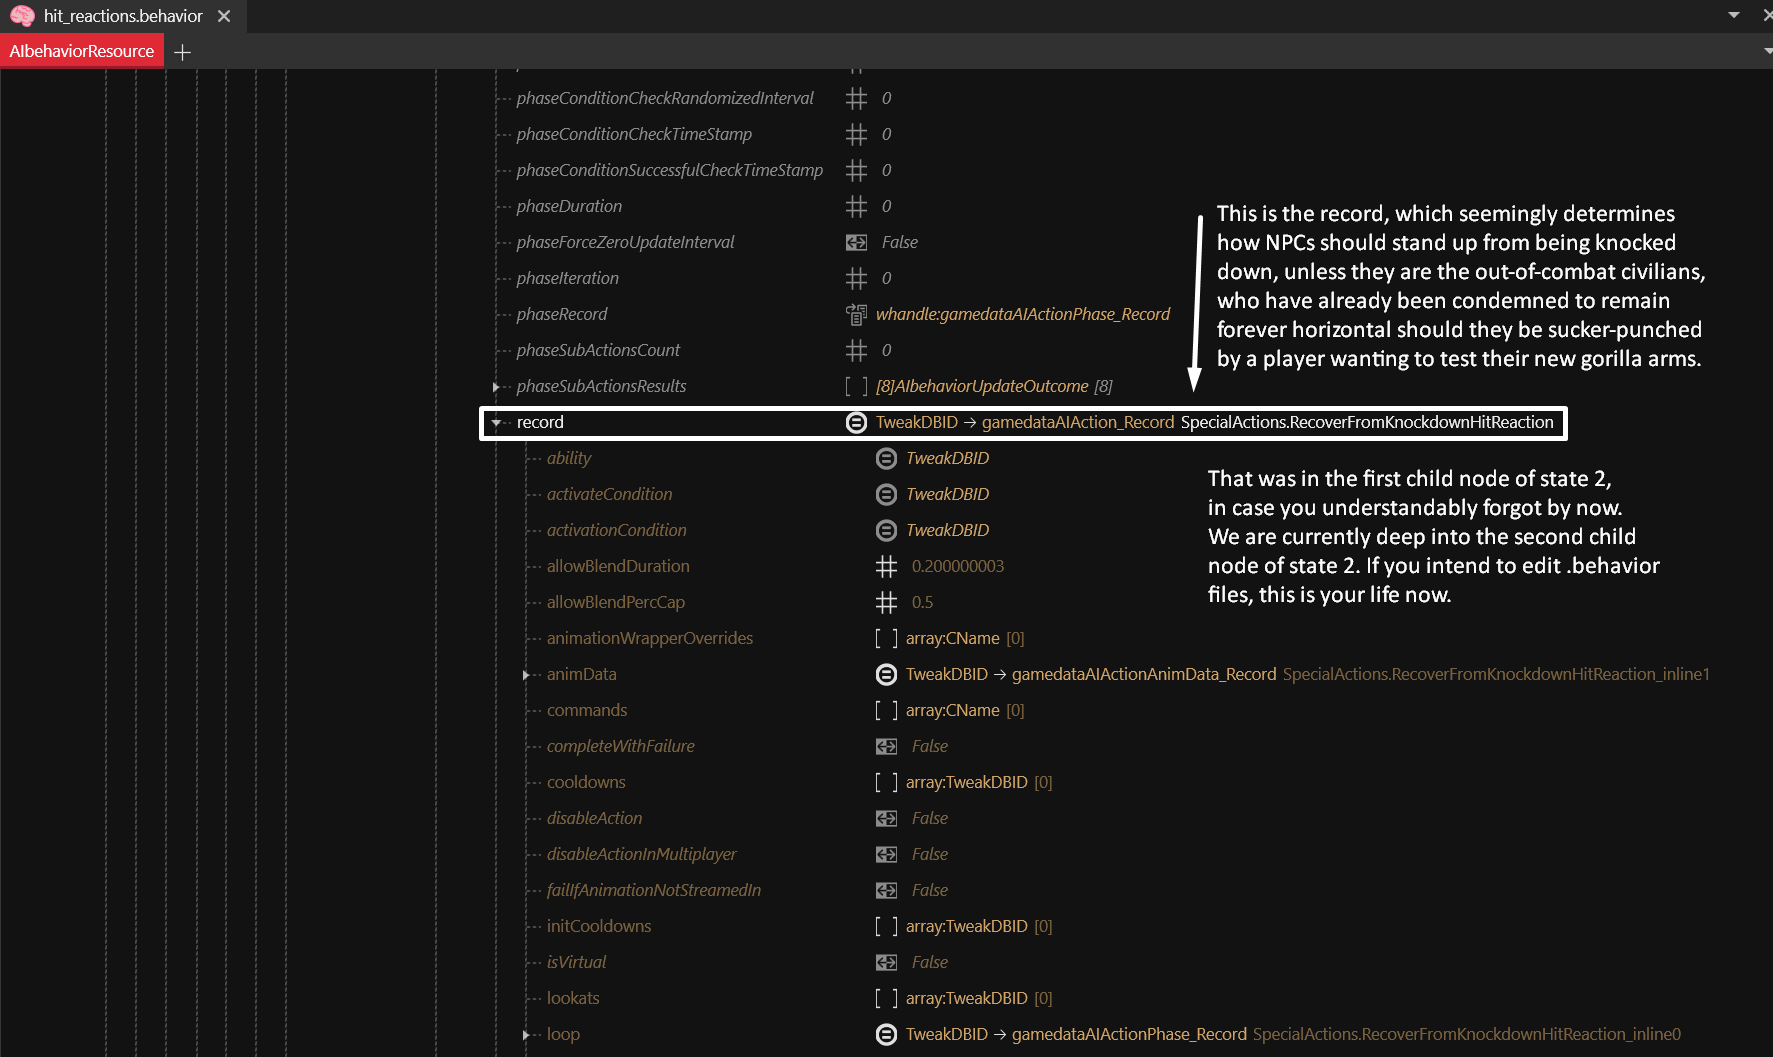 hit_reactions.behavior
AIbehaviorResource
phaseConditionCheckRandomizedInterval 0
phaseConditionCheckTimeStamp 0
phaseConditionSuccessfulCheckTimeStamp 0
phaseDuration 0
phaseForceZeroUpdateInterval False
phaseIteration 0
phaseRecord whandle:gamedataAIActionPhase_Record
phaseSubActionsCount 0
phaseSubActionsResults [8]AIbehaviorUpdateOutcome [8]
This is the record, which seemingly determines
how NPCs should stand up from being knocked
down, unless they are the out-of-combat civilians,
who have already been condemned to remain
forever horizontal should they be sucker-punched
by a player wanting to test their new gorilla arms.
record TweakDBID → gamedataAIAction_Record SpecialActions.RecoverFromKnockdownHitReaction
ability TweakDBID
activateCondition TweakDBID
activationCondition TweakDBID
That was in the first child node of state 2,
in case you understandably forgot by now.
We are currently deep into the second child
node of state 2. If you intend to edit .behavior
files, this is your life now.
allowBlendDuration 0.200000003
allowBlendPercCap 0.5
animationWrapperOverrides array:CName [0]
animData TweakDBID → gamedataAIActionAnimData_Record SpecialActions.RecoverFromKnockdownHitReaction_inline1
commands array:CName [0]
completeWithFailure False
cooldowns array:TweakDBID [0]
disableAction False
disableActionInMultiplayer False
failIfAnimationNotStreamedIn False
initCooldowns array:TweakDBID [0]
isVirtual False
lookats array:TweakDBID [0]
loop TweakDBID → gamedataAIActionPhase_Record SpecialActions.RecoverFromKnockdownHitReaction_inline0